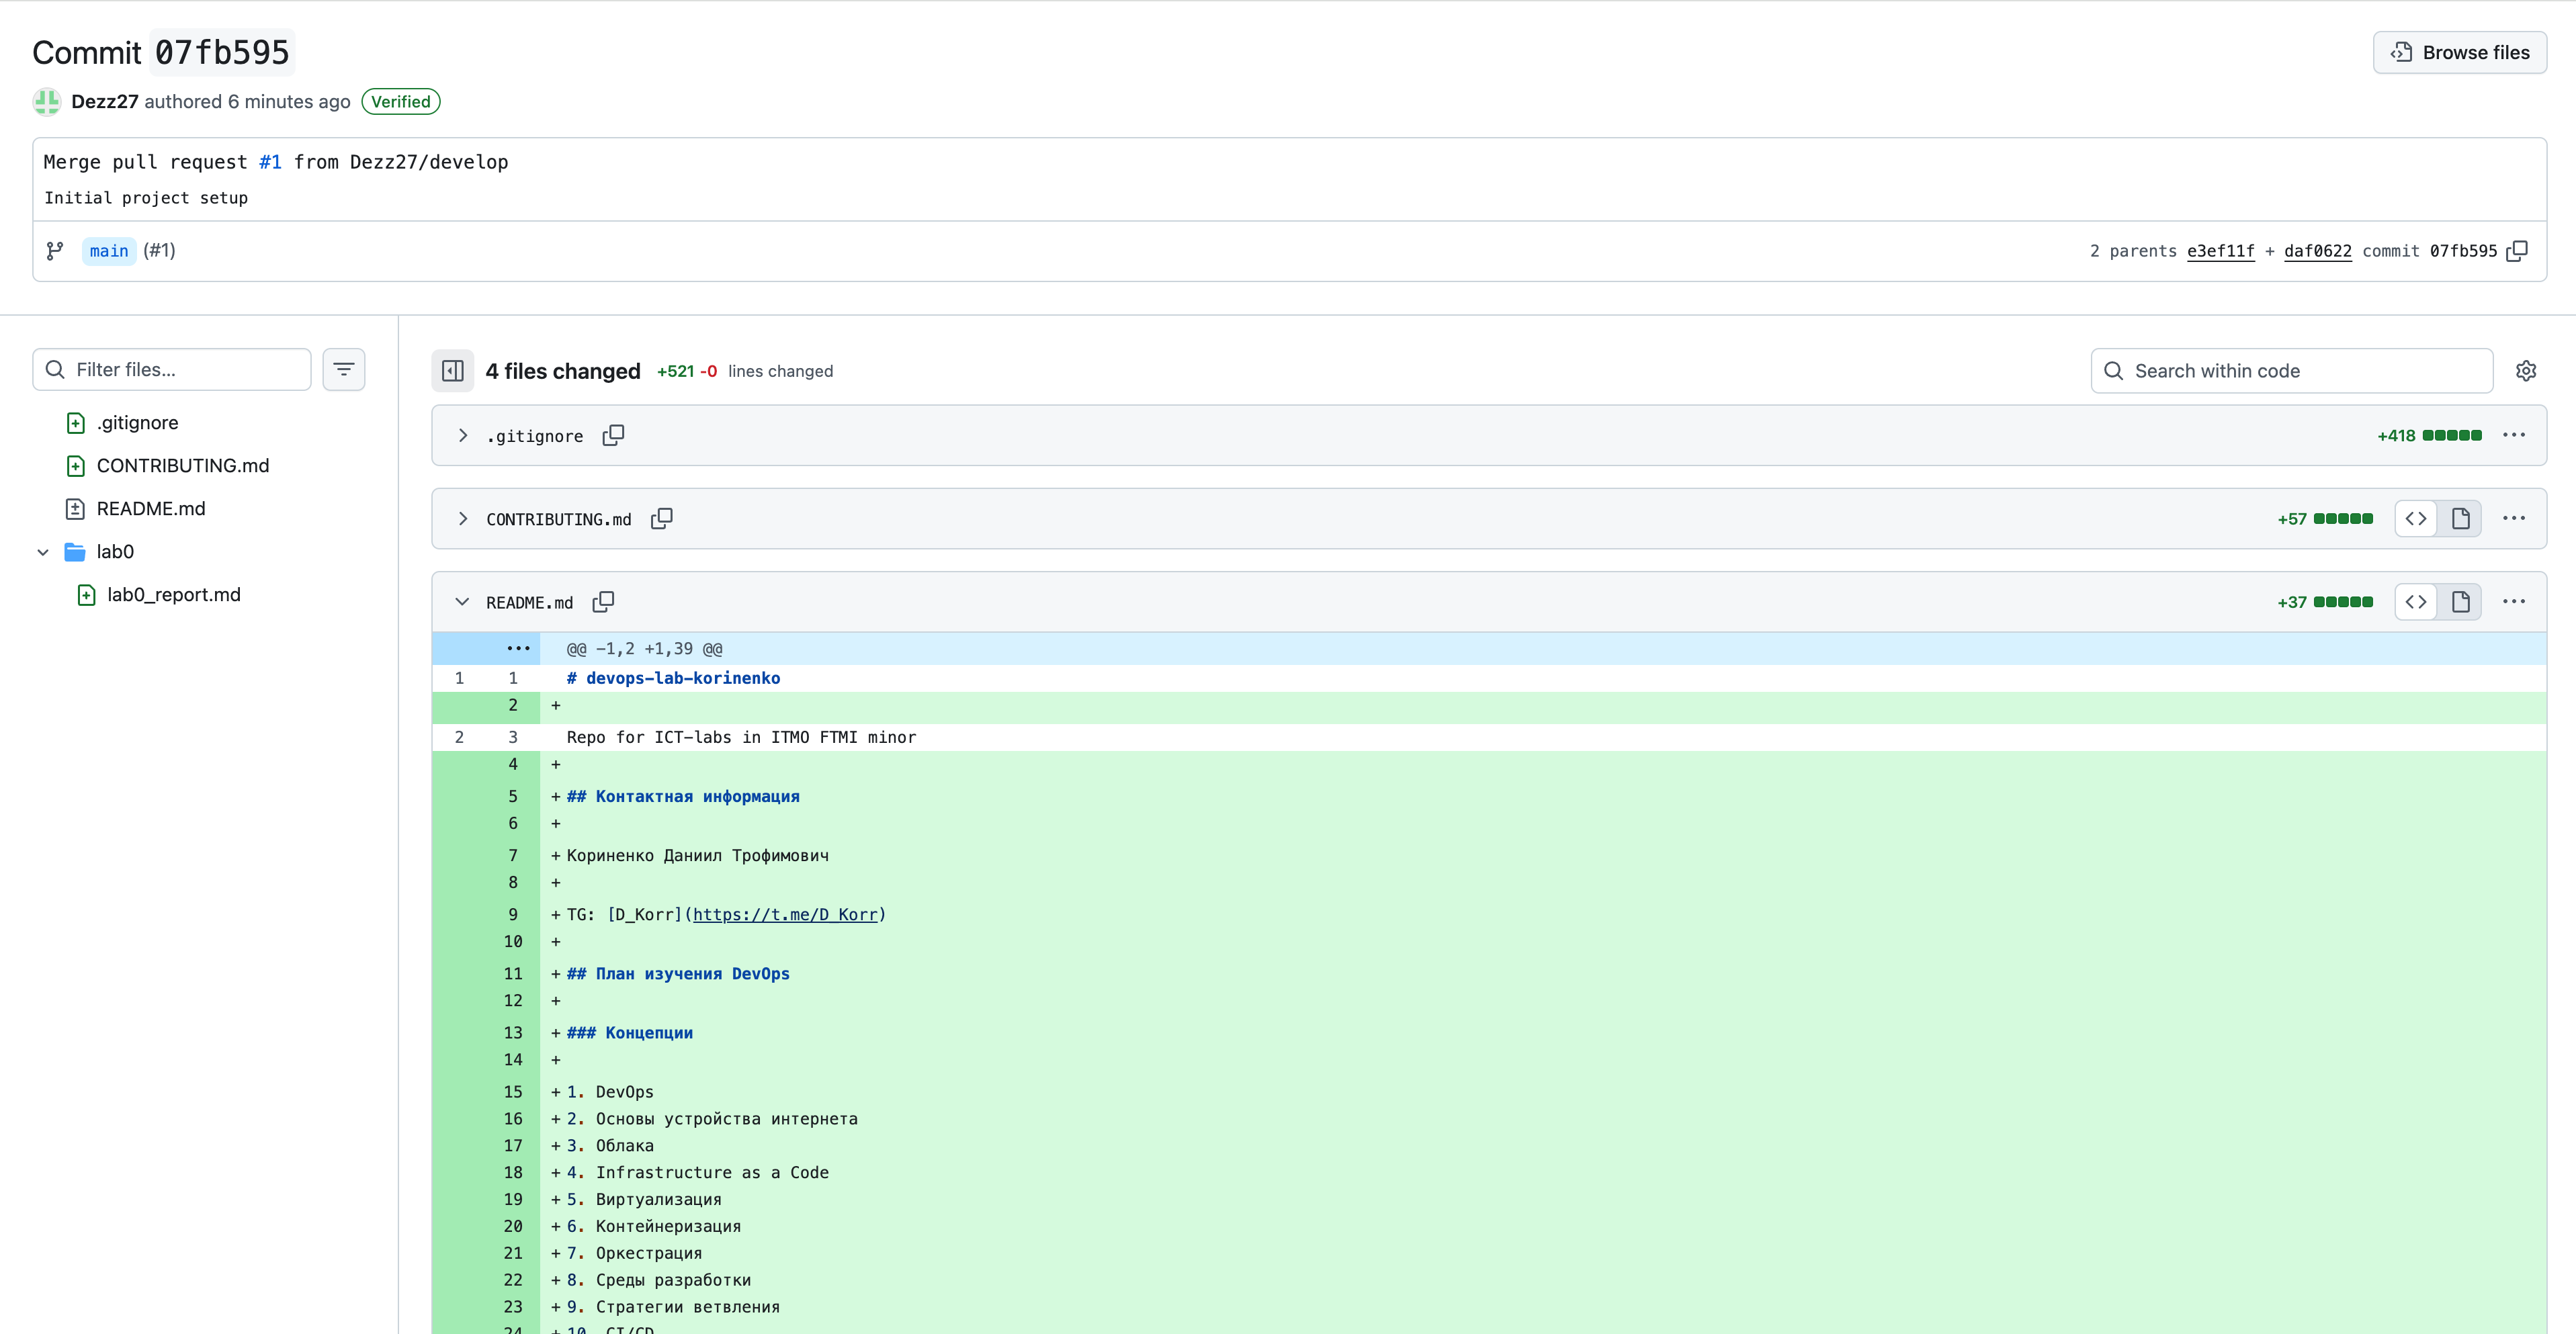 Commit 07fb595
Browse files
Dezz27 authored 6 minutes ago Verified
Merge pull request #1 from Dezz27/develop
Initial project setup
main (#1)
2 parents e3ef11f + daf0622 commit 07fb595
Filter files...
.gitignore
CONTRIBUTING.md
README.md
lab0
lab0_report.md
4 files changed +521 -0 lines changed
Search within code
.gitignore
+418
CONTRIBUTING.md
+57
README.md
+37
@@ -1,2 +1,39 @@
1 1 # devops-lab-korinenko
2 +
2 3 Repo for ICT-labs in ITMO FTMI minor
4 +
5 + ## Контактная информация
6 +
7 + Кориненко Даниил Трофимович
8 +
9 + TG: [D_Korr](https://t.me/D_Korr)
10 +
11 + ## План изучения DevOps
12 +
13 + ### Концепции
14 +
15 + 1. DevOps
16 + 2. Основы устройства интернета
17 + 3. Облака
18 + 4. Infrastructure as a Code
19 + 5. Виртуализация
20 + 6. Контейнеризация
21 + 7. Оркестрация
22 + 8. Среды разработки
23 + 9. Стратегии ветвления
24 + 10. CI/CD